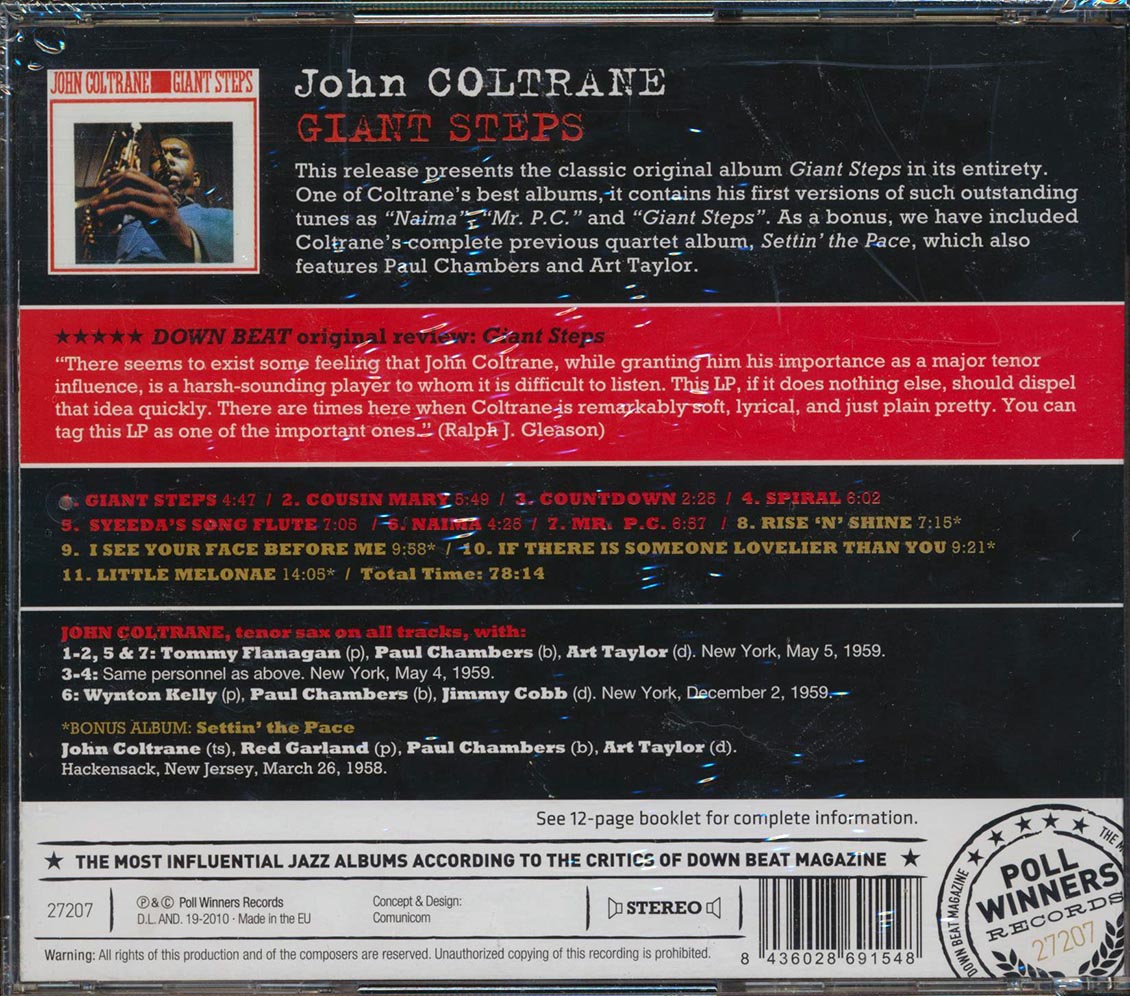 JOHN COLTRANE GIANT STEPS
John COLTRANE
GIANT STEPS
This release presents the classic original album Giant Steps in its entirety.
One of Coltrane's best albums, it contains his first versions of such outstanding
tunes as “Naima”, “Mr. P.C.” and “Giant Steps”. As a bonus, we have included
Coltrane's complete previous quartet album, Settin' the Pace, which also
features Paul Chambers and Art Taylor.
★★★★★ DOWN BEAT original review: Giant Steps
“There seems to exist some feeling that John Coltrane, while granting him his importance as a major tenor
influence, is a harsh-sounding player to whom it is difficult to listen. This LP, if it does nothing else, should dispel
that idea quickly. There are times here when Coltrane is remarkably soft, lyrical, and just plain pretty. You can
tag this LP as one of the important ones.” (Ralph J. Gleason)
1. GIANT STEPS 4:47 / 2. COUSIN MARY 5:49 / 3. COUNTDOWN 2:25 / 4. SPIRAL 6:02
5. SYEEDA'S SONG FLUTE 7:05 / 6. NAIMA 4:25 / 7. MR. P.C. 6:57 / 8. RISE ‘N’ SHINE 7:15*
9. I SEE YOUR FACE BEFORE ME 9:58* / 10. IF THERE IS SOMEONE LOVELIER THAN YOU 9:21*
11. LITTLE MELONAE 14:05* / Total Time: 78:14
JOHN COLTRANE, tenor sax on all tracks, with:
1-2, 5 & 7: Tommy Flanagan (p), Paul Chambers (b), Art Taylor (d). New York, May 5, 1959.
3-4: Same personnel as above. New York, May 4, 1959.
6: Wynton Kelly (p), Paul Chambers (b), Jimmy Cobb (d). New York, December 2, 1959.
*BONUS ALBUM: Settin' the Pace
John Coltrane (ts), Red Garland (p), Paul Chambers (b), Art Taylor (d).
Hackensack, New Jersey, March 26, 1958.
See 12-page booklet for complete information.
★ THE MOST INFLUENTIAL JAZZ ALBUMS ACCORDING TO THE CRITICS OF DOWN BEAT MAGAZINE ★
27207
℗ & © Poll Winners Records
D.L. AND. 19-2010 · Made in the EU
Concept & Design:
Comunicom
STEREO
Warning: All rights of this production and of the composers are reserved. Unauthorized copying of this recording is prohibited.
8 436028 691548
DOWN BEAT MAGAZINE
THE M
POLL
WINNERS
RECORDS
27207